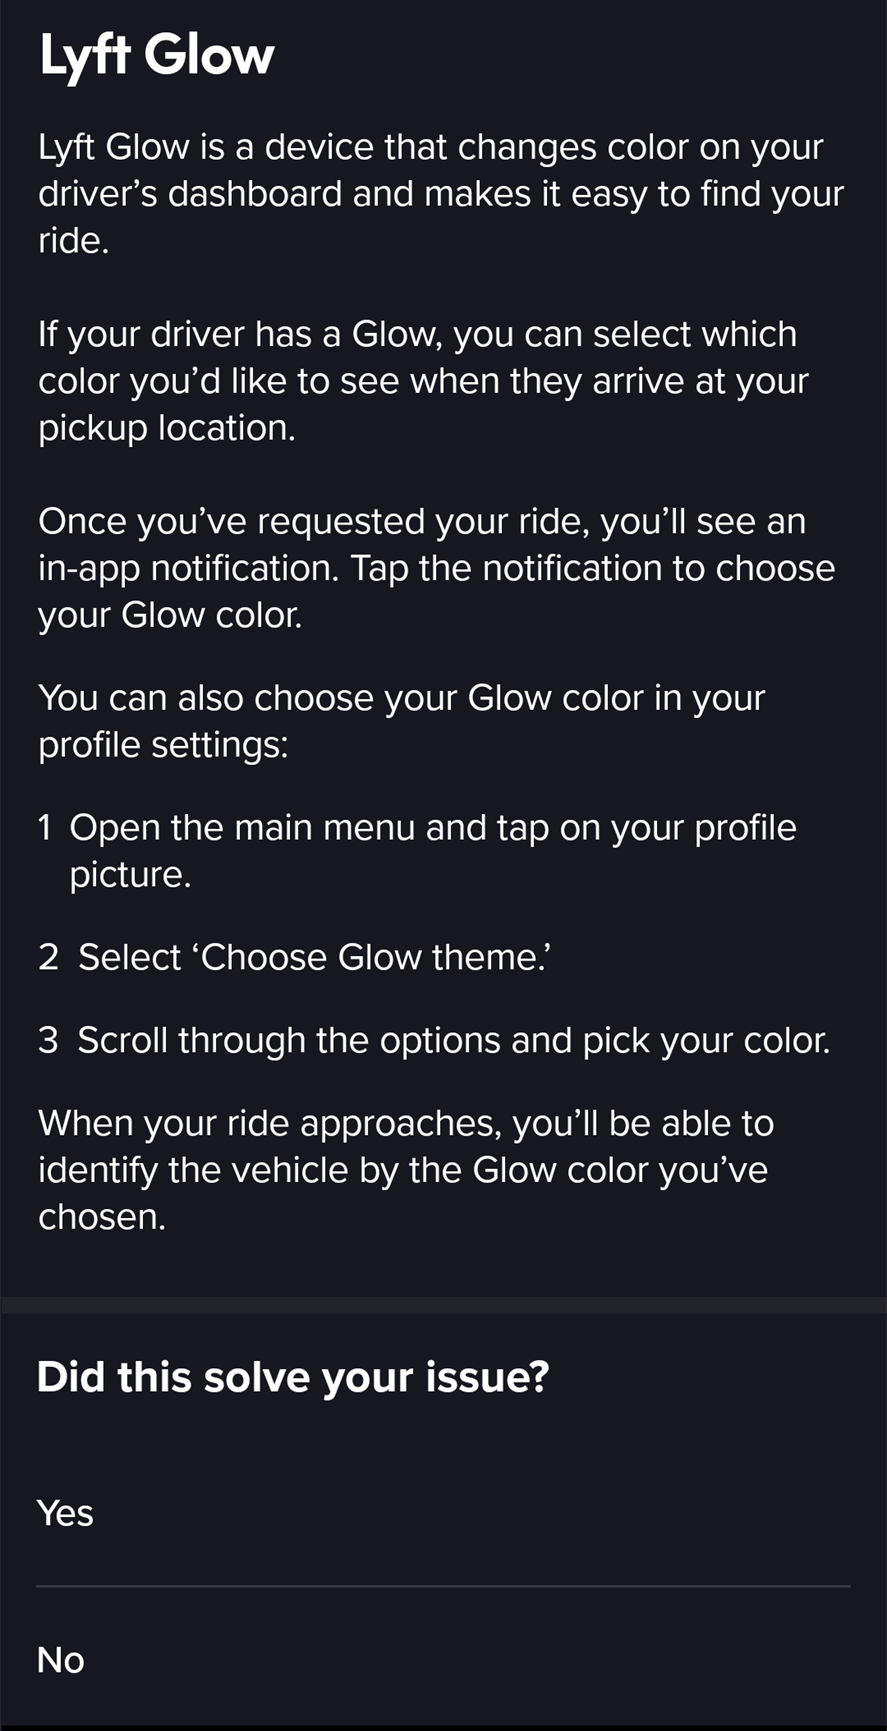 Lyft Glow
Lyft Glow is a device that changes color on your
driver’s dashboard and makes it easy to find your
ride.
If your driver has a Glow, you can select which
color you’d like to see when they arrive at your
pickup location.
Once you’ve requested your ride, you’ll see an
in-app notification. Tap the notification to choose
your Glow color.
You can also choose your Glow color in your
profile settings:
1 Open the main menu and tap on your profile
picture.
2 Select ‘Choose Glow theme.’
3 Scroll through the options and pick your color.
When your ride approaches, you’ll be able to
identify the vehicle by the Glow color you’ve
chosen.
Did this solve your issue?
Yes
No